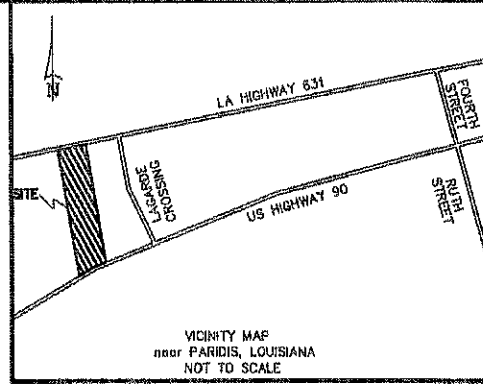 N
LA HIGHWAY 631
FOURTH
STREET
SITE
LAGARDE
CROSSING
US HIGHWAY 90
RUTH
STREET
VICINITY MAP
near PARIDIS, LOUISIANA
NOT TO SCALE